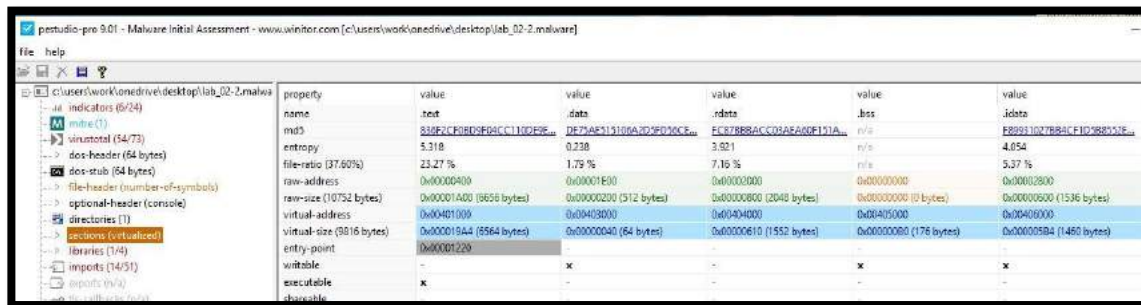 pestudio-pro 9.01 - Malware Initial Assessment - www.winitor.com [c:\users\work\onedrive\desktop\lab_02-2.malware]
file help
c:\users\work\onedrive\desktop\lab_02-2.malwa
indicators (6/24)
mitre (1)
virustotal (54/73)
dos-header (64 bytes)
dos-stub (64 bytes)
file-header (number-of-symbols)
optional-header (console)
directories (1)
sections (virtualized)
libraries (1/4)
imports (14/51)
exports (n/a)
property value value value value value
name .text .data .rdata .bss .idata
md5 n/a
entropy 5.318 0.238 3.921 n/a 4.054
file-ratio (37.60%) 23.27 % 1.79 % 7.16 % n/a 5.37 %
raw-address 0x00000400 0x00001E00 0x00002000 0x00000000 0x00002800
raw-size (10752 bytes) 0x00001A00 (6656 bytes) 0x00000200 (512 bytes) 0x00000800 (2048 bytes) 0x00000000 (0 bytes) 0x00000600 (1536 bytes)
virtual-address 0x00401000 0x00403000 0x00404000 0x00405000 0x00406000
virtual-size (9816 bytes) 0x000019A4 (6564 bytes) 0x00000040 (64 bytes) 0x00000610 (1552 bytes) 0x000000B0 (176 bytes) 0x000005B4 (1460 bytes)
entry-point 0x00001220 - - - -
writable - x - x x
executable x - - - -
shareable - - - - -